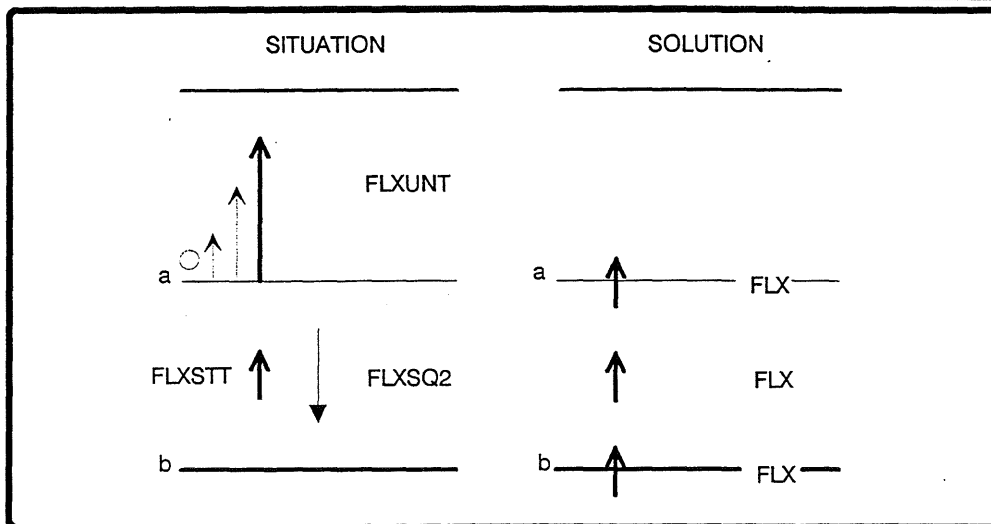 SITUATION SOLUTION
FLXUNT
a a FLX
FLXSTT FLXSQ2 FLX
b b FLX